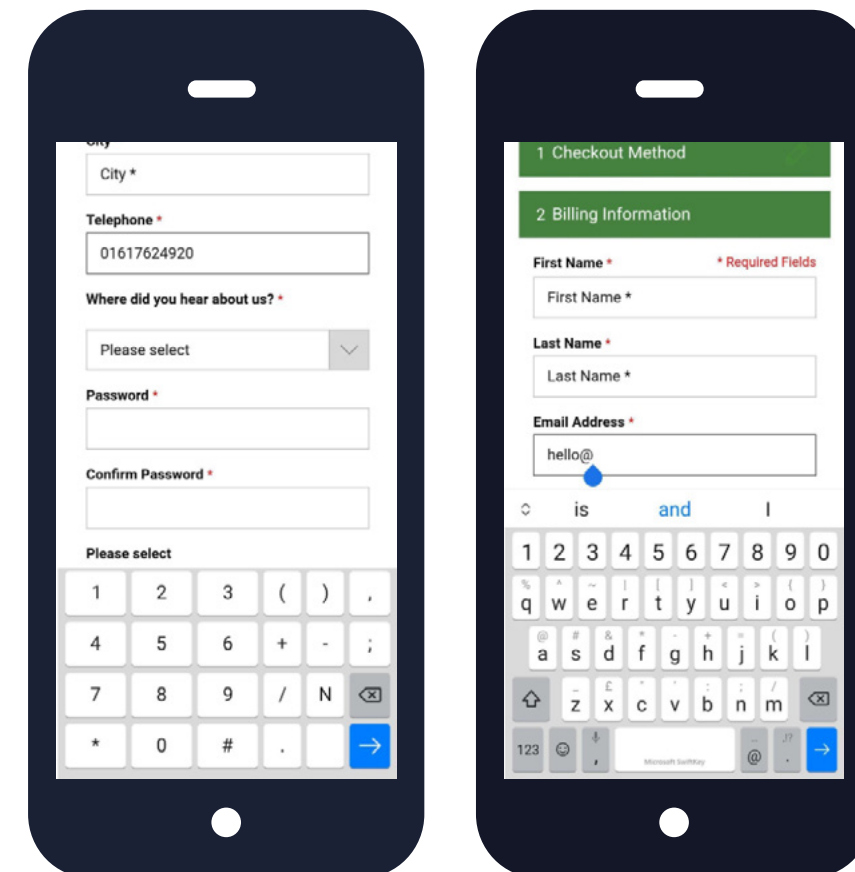 City
City *
Telephone *
01617624920
Where did you hear about us? *
Please select
Password *
Confirm Password *
Please select
1 2 3 ( ) ,
4 5 6 + - ;
7 8 9 / N
* 0 # .
1 Checkout Method
2 Billing Information
First Name * * Required Fields
First Name *
Last Name *
Last Name *
Email Address *
hello@
is and I
1 2 3 4 5 6 7 8 9 0
% ^ ~ | [ ] < > { }
q w e r t y u i o p
@ # & * - + = ( )
a s d f g h j k l
_ £ " ' : ; /
z x c v b n m
!?
123 , Microsoft SwiftKey @ .